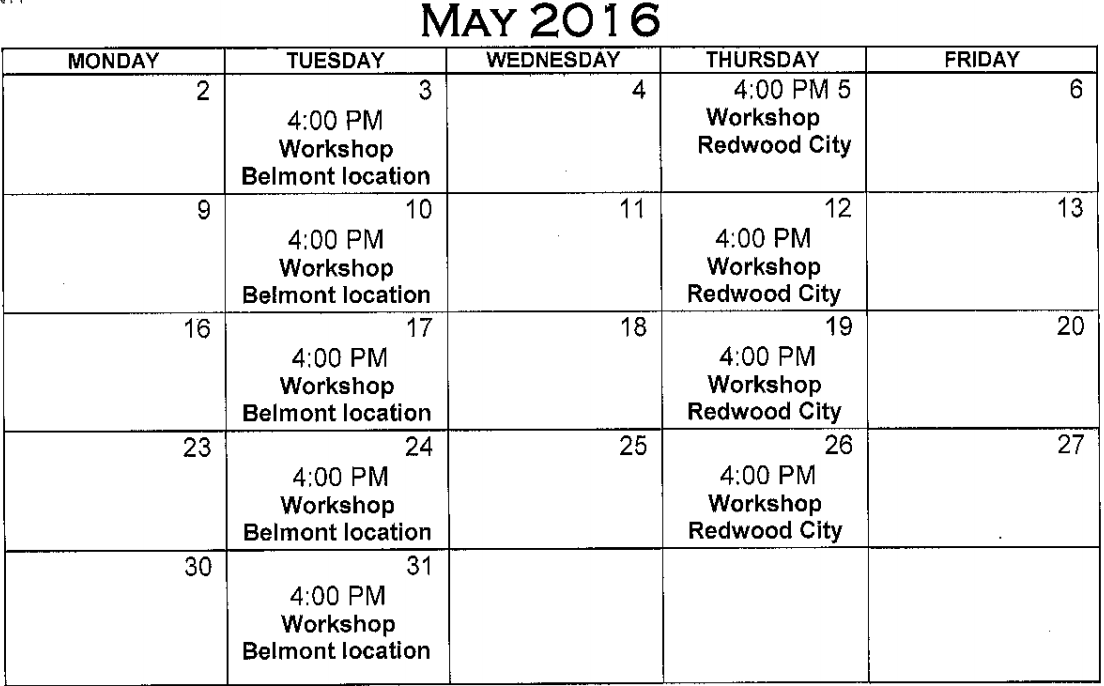 MAY 2016
MONDAY TUESDAY WEDNESDAY THURSDAY FRIDAY
2
3
4:00 PM
Workshop
Belmont location
4
4:00 PM 5
Workshop
Redwood City
6
9
10
4:00 PM
Workshop
Belmont location
11
12
4:00 PM
Workshop
Redwood City
13
16
17
4:00 PM
Workshop
Belmont location
18
19
4:00 PM
Workshop
Redwood City
20
23
24
4:00 PM
Workshop
Belmont location
25
26
4:00 PM
Workshop
Redwood City
27
30
31
4:00 PM
Workshop
Belmont location